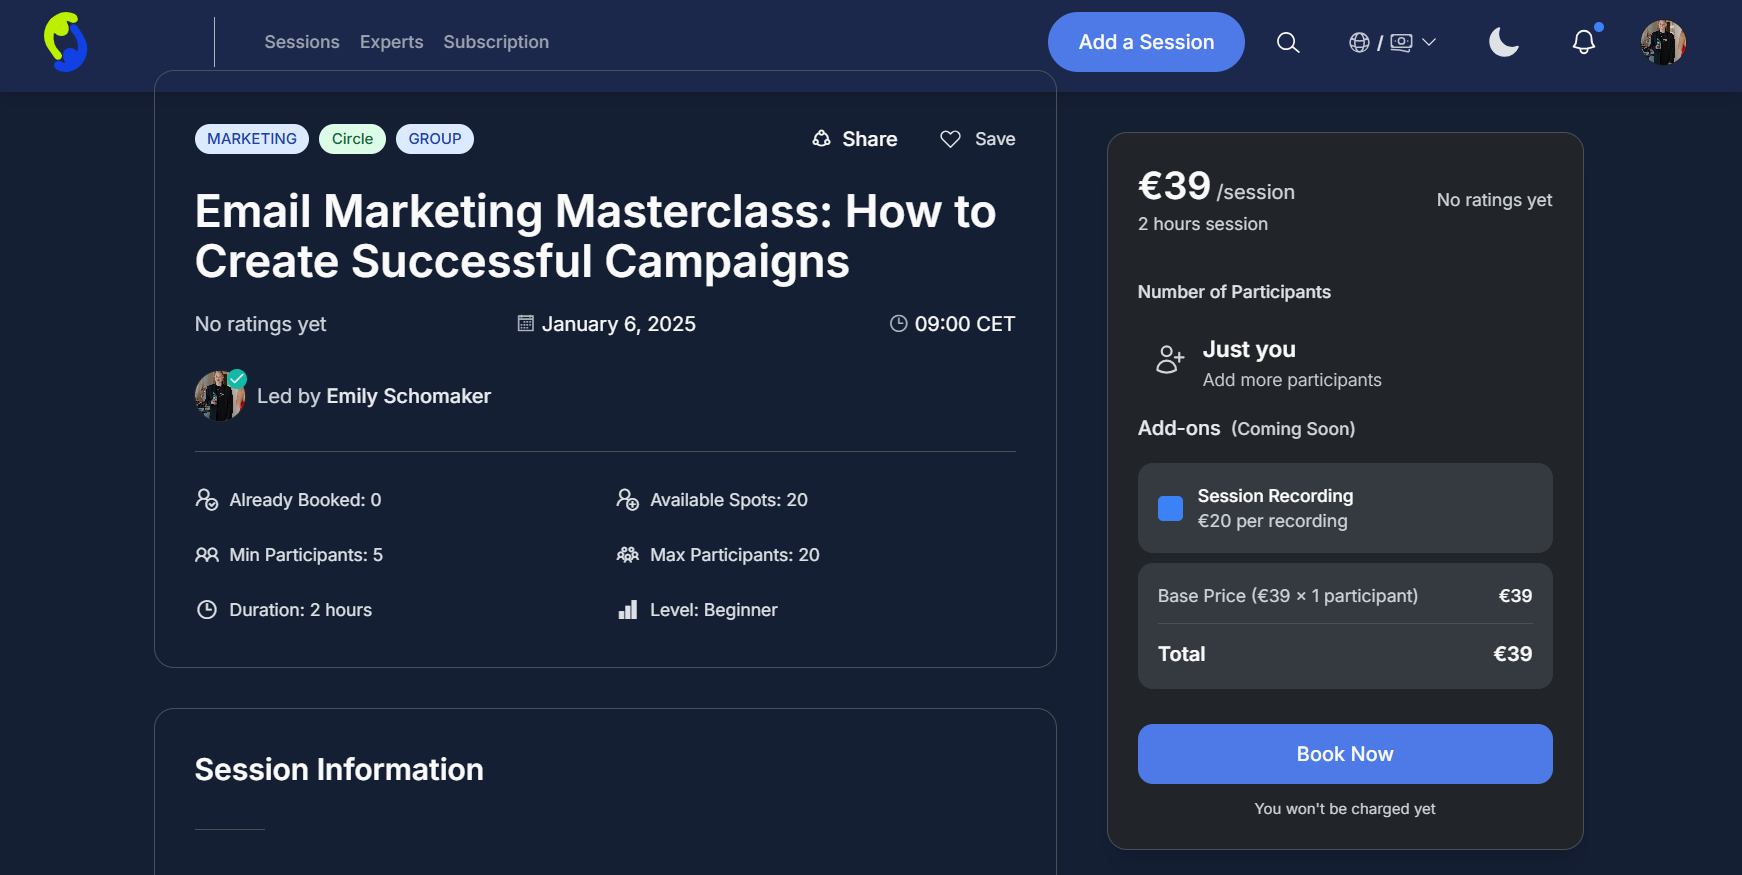 Sessions Experts Subscription
Add a Session
/
MARKETING Circle GROUP
Share Save
Email Marketing Masterclass: How to
Create Successful Campaigns
No ratings yet January 6, 2025 09:00 CET
Led by Emily Schomaker
Already Booked: 0 Available Spots: 20
Min Participants: 5 Max Participants: 20
Duration: 2 hours Level: Beginner
Session Information
€39 /session
No ratings yet
2 hours session
Number of Participants
Just you
Add more participants
Add-ons (Coming Soon)
Session Recording
€20 per recording
Base Price (€39 × 1 participant) €39
Total €39
Book Now
You won't be charged yet